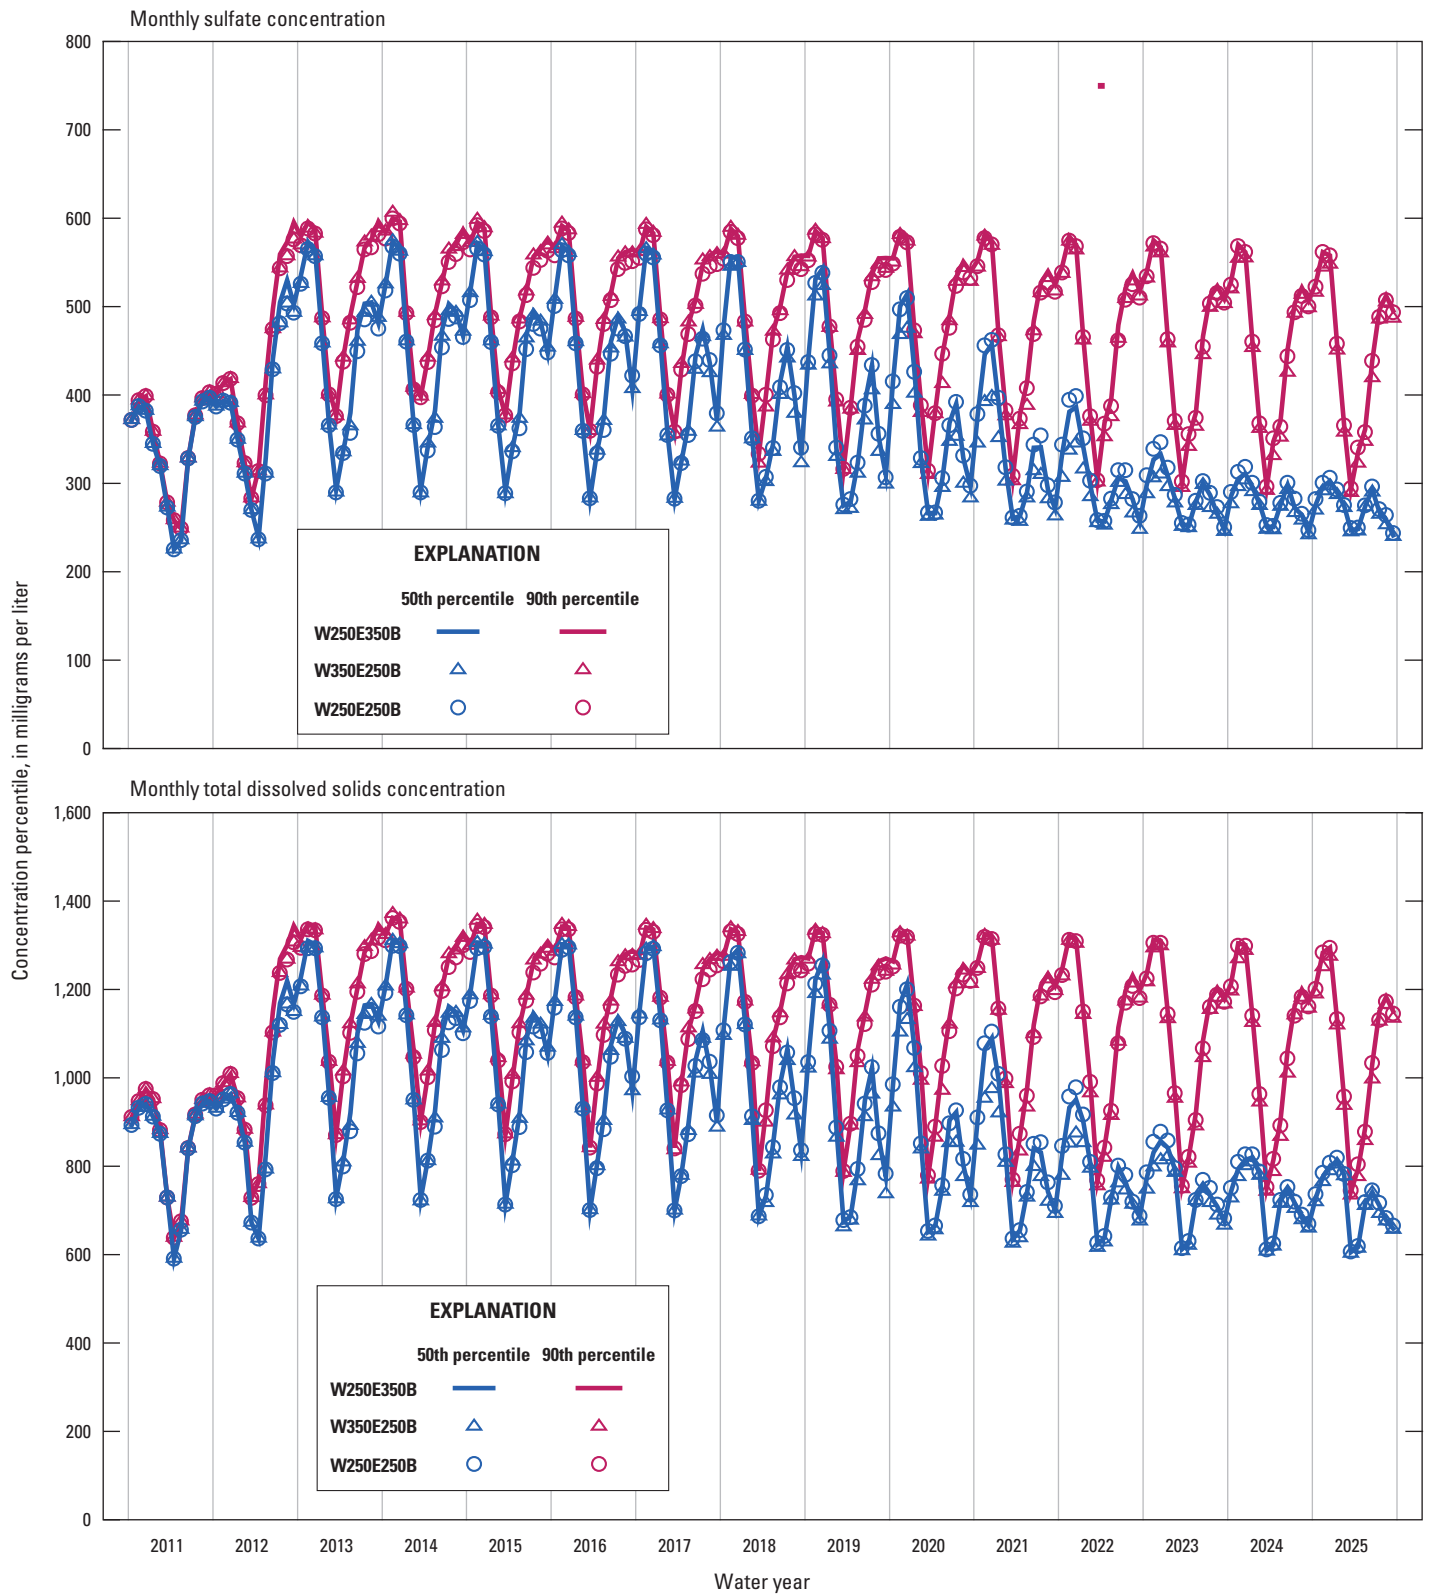 Monthly sulfate concentration
800
700
600
500
400
300
200
100
0
EXPLANATION
50th percentile 90th percentile
W250E350B
W350E250B
W250E250B
Concentration percentile, in milligrams per liter
Monthly total dissolved solids concentration
1,600
1,400
1,200
1,000
800
600
400
200
0
EXPLANATION
50th percentile 90th percentile
W250E350B
W350E250B
W250E250B
2011 2012 2013 2014 2015 2016 2017 2018 2019 2020 2021 2022 2023 2024 2025
Water year